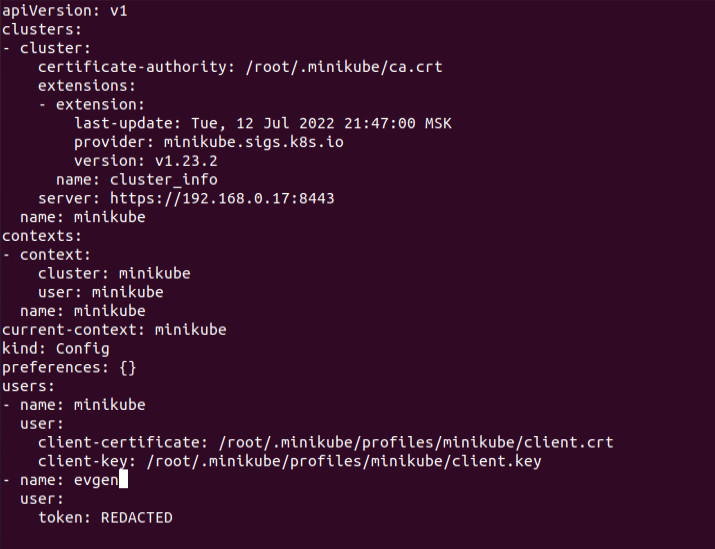 apiVersion: v1
clusters:
- cluster:
    certificate-authority: /root/.minikube/ca.crt
    extensions:
    - extension:
        last-update: Tue, 12 Jul 2022 21:47:00 MSK
        provider: minikube.sigs.k8s.io
        version: v1.23.2
      name: cluster_info
    server: https://192.168.0.17:8443
  name: minikube
contexts:
- context:
    cluster: minikube
    user: minikube
  name: minikube
current-context: minikube
kind: Config
preferences: {}
users:
- name: minikube
  user:
    client-certificate: /root/.minikube/profiles/minikube/client.crt
    client-key: /root/.minikube/profiles/minikube/client.key
- name: evgen
  user:
    token: REDACTED